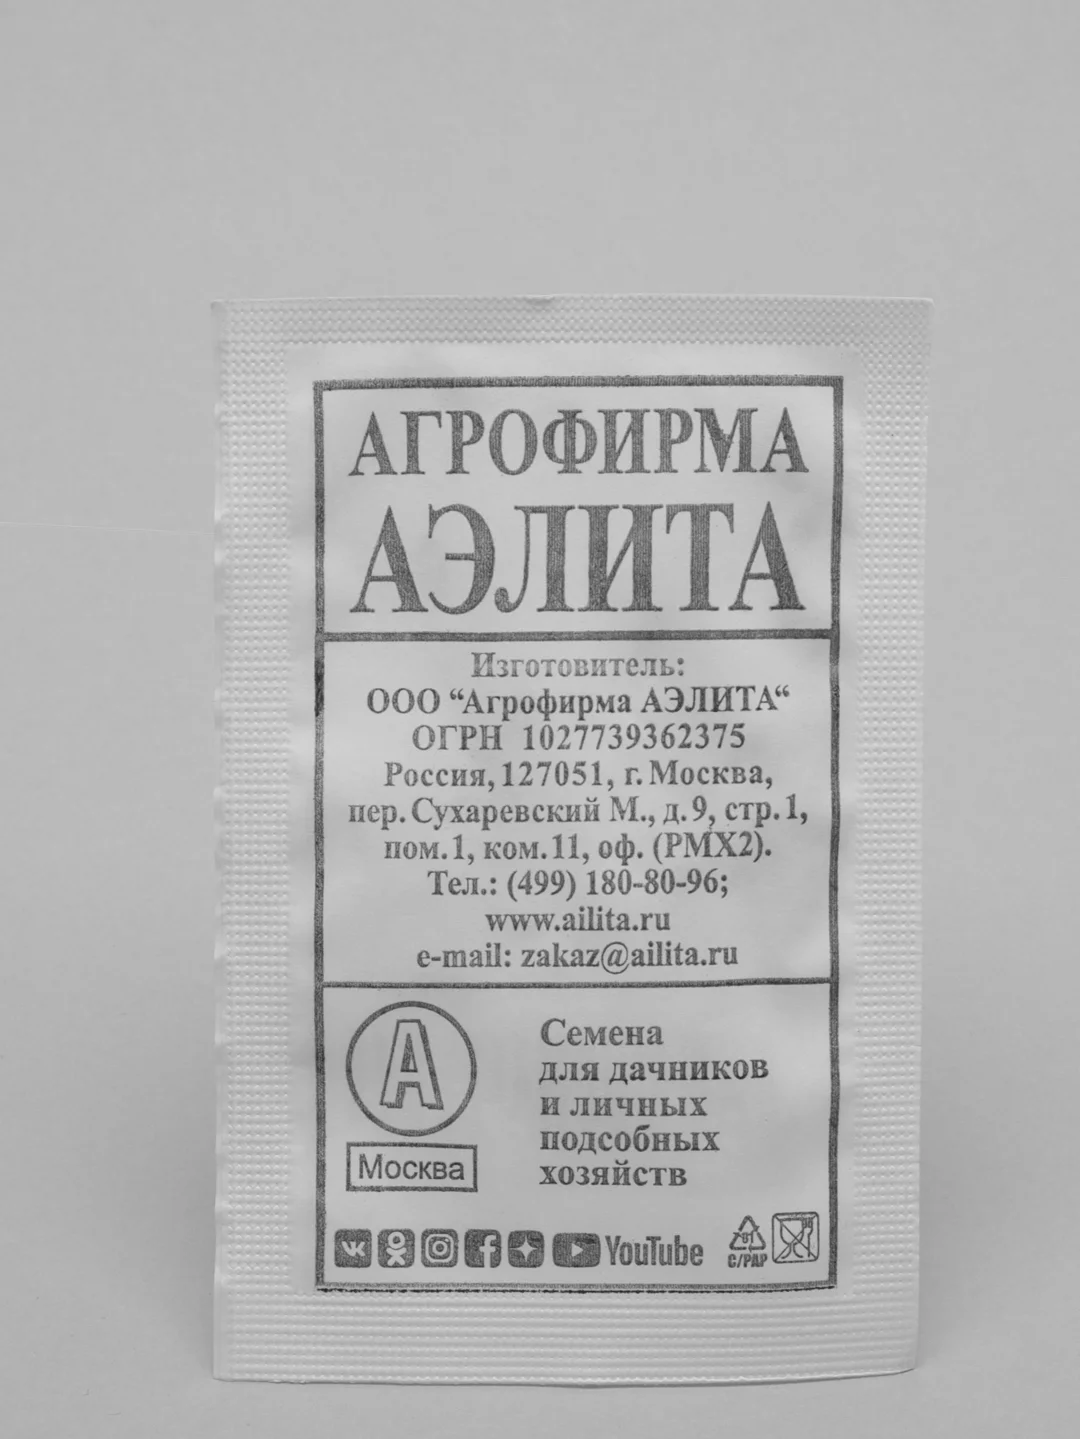 АГРОФИРМА
АЭЛИТА
Изготовитель:
ООО “Агрофирма АЭЛИТА“
ОГРН 1027739362375
Россия, 127051, г. Москва,
пер. Сухаревский М., д. 9, стр. 1,
пом. 1, ком. 11, оф. (РМХ2).
Тел.: (499) 180-80-96;
www.ailita.ru
e-mail: zakaz@ailita.ru
А
Москва
Семена
для дачников
и личных
подсобных
хозяйств
YouTube
81
C/PAP